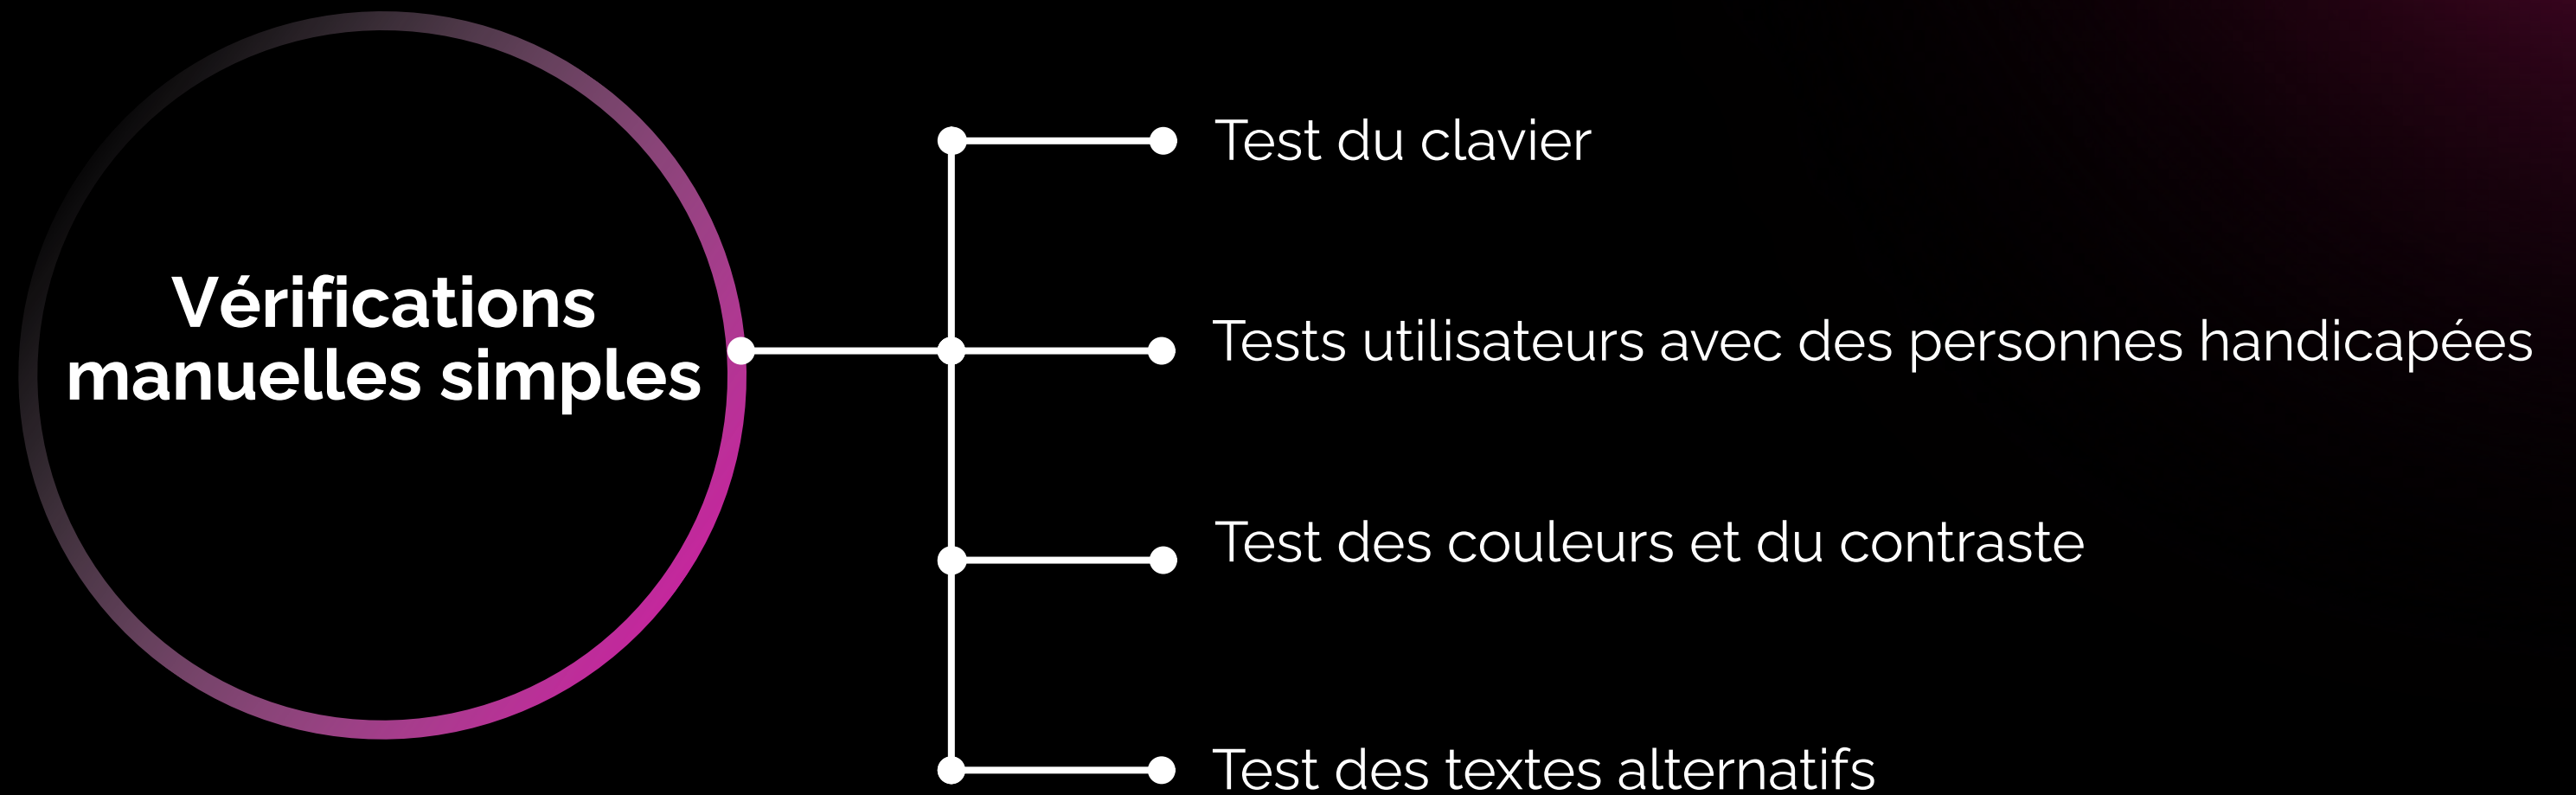 Vérifications
manuelles simples
Test du clavier
Tests utilisateurs avec des personnes handicapées
Test des couleurs et du contraste
Test des textes alternatifs